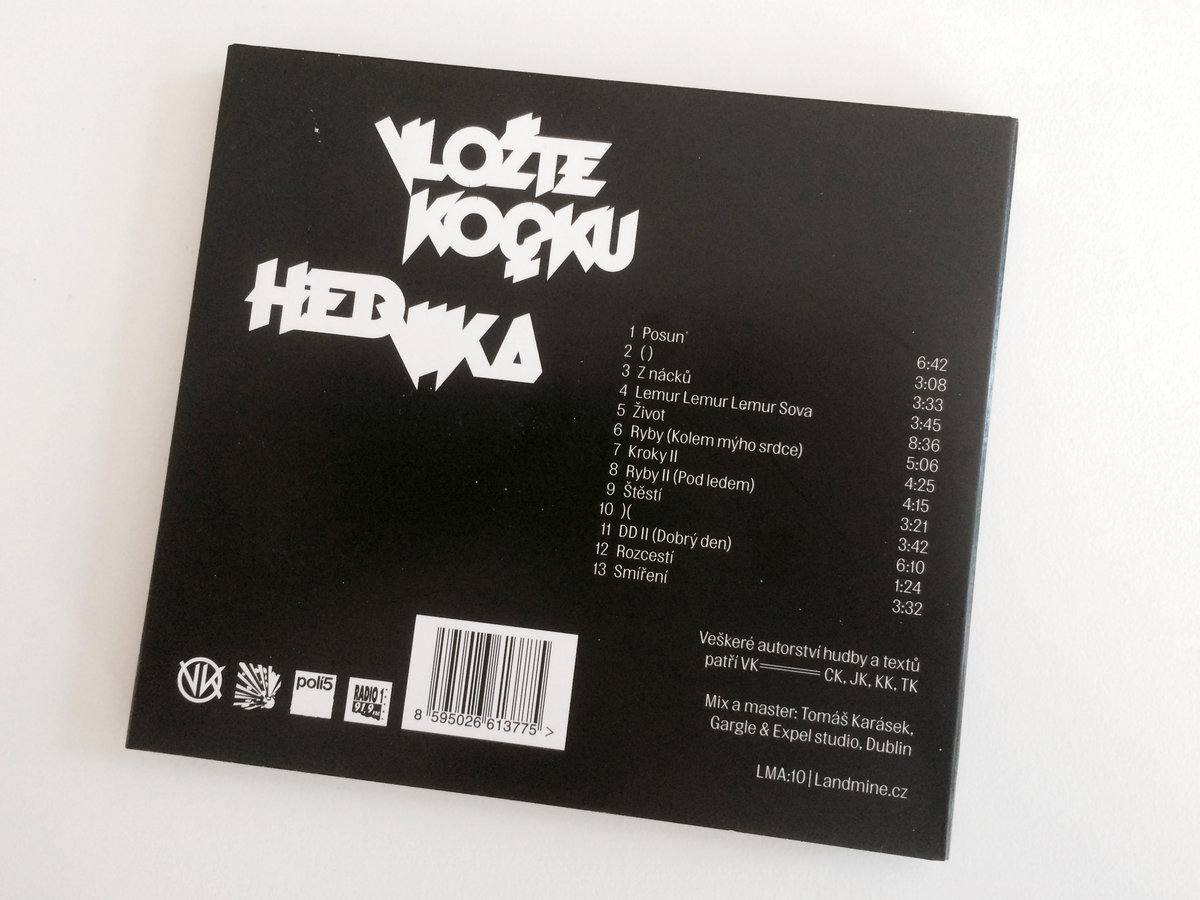 VLOŽTE
KOČKU
HEDVIKA
1 Posun˚ 6:42
2 ( ) 3:08
3 Z nácků 3:33
4 Lemur Lemur Lemur Sova 3:45
5 Život 8:36
6 Ryby (Kolem mýho srdce) 5:06
7 Kroky II 4:25
8 Ryby II (Pod ledem) 4:15
9 Štěstí 3:21
10 )( 3:42
11 DD II (Dobrý den) 6:10
12 Rozcestí 1:24
13 Smíření 3:32
Veškeré autorství hudby a textů
patří VK════ CK, JK, KK, TK
Mix a master: Tomáš Karásek,
Gargle & Expel studio, Dublin
LMA:10 | Landmine.cz
VK
polí5
RADIO 1
91.9 FM
8 595026 613775 >